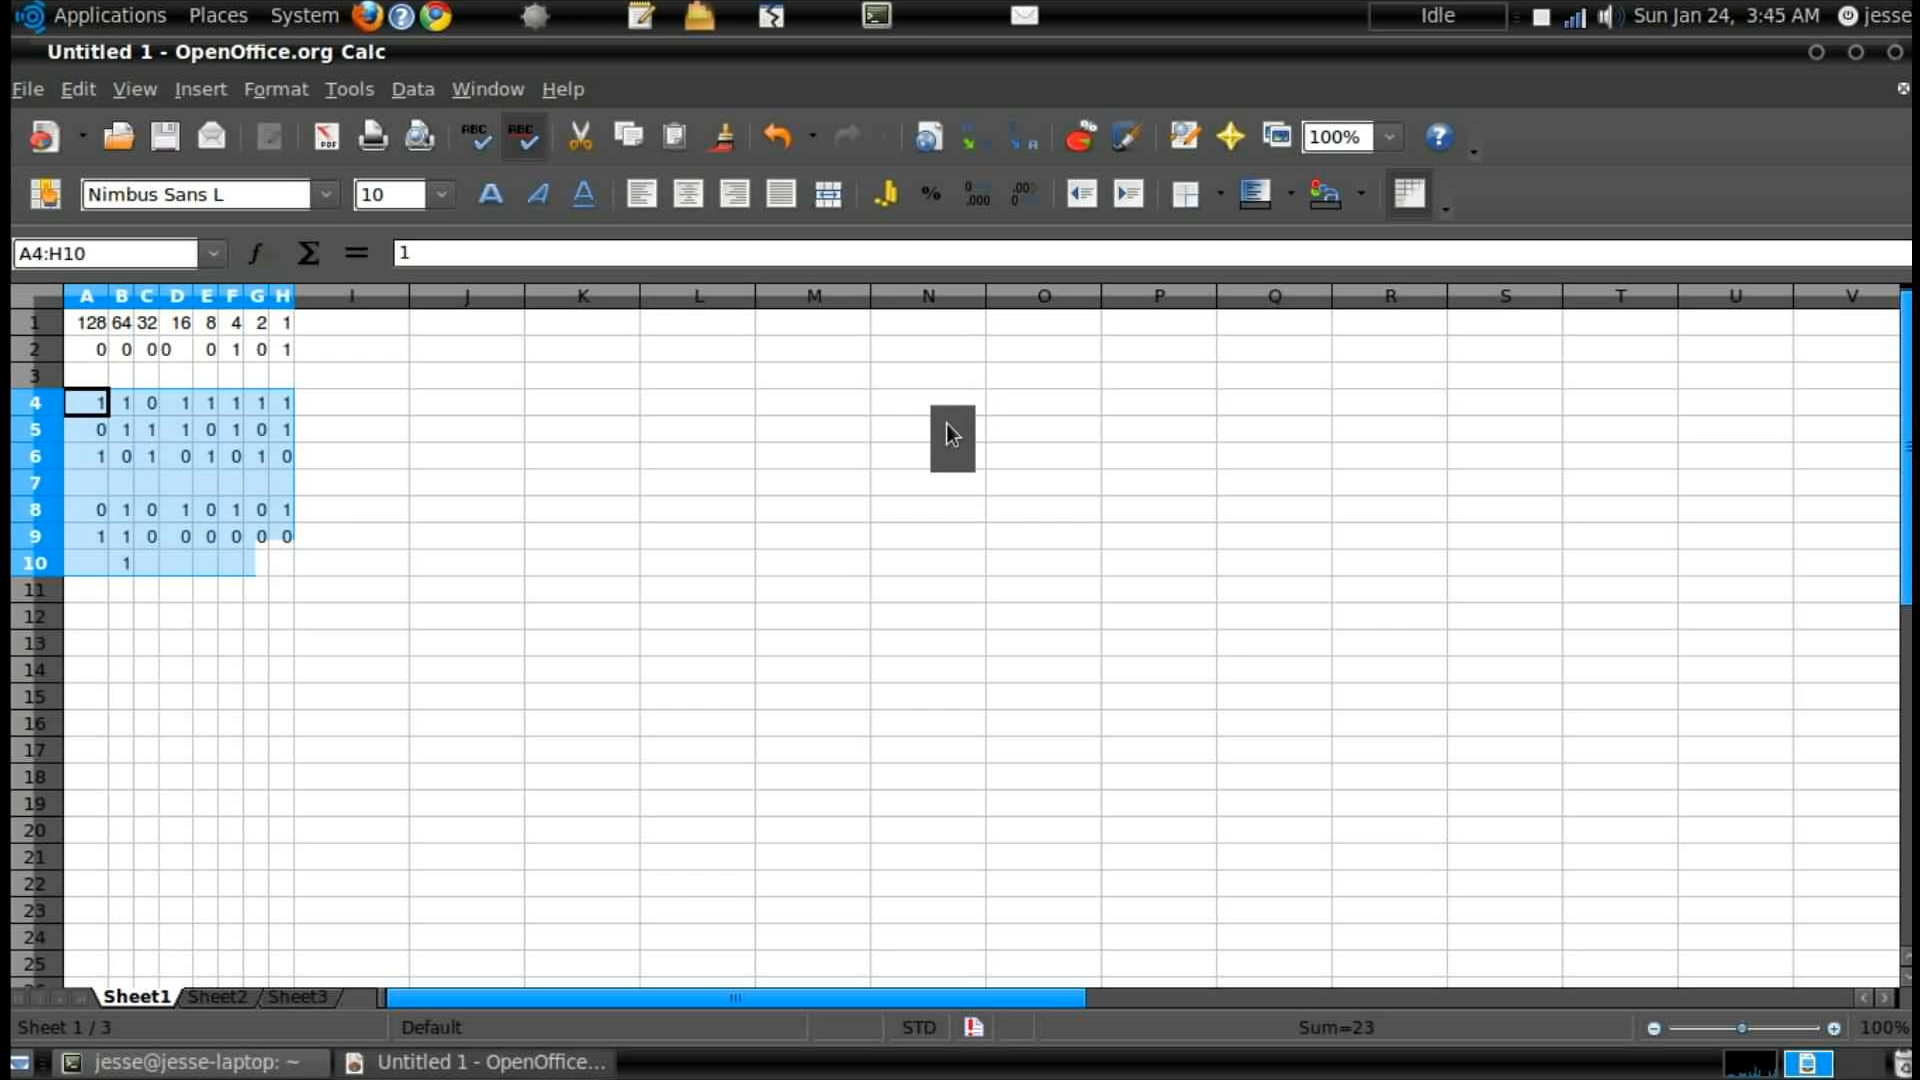 Applications Places System Idle Sun Jan 24, 3:45 AM jesse
Untitled 1 - OpenOffice.org Calc
File Edit View Insert Format Tools Data Window Help
PDF ABC ABC 100%
Nimbus Sans L 10
A4:H10 1
A B C D E F G H I J K L M N O P Q R S T U V
1 128 64 32 16 8 4 2 1
2 0 0 0 0 0 1 0 1
3
4 1 1 0 1 1 1 1 1
5 0 1 1 1 0 1 0 1
6 1 0 1 0 1 0 1 0
7
8 0 1 0 1 0 1 0 1
9 1 1 0 0 0 0 0 0
10 1
11
12
13
14
15
16
17
18
19
20
21
22
23
24
25
Sheet1 Sheet2 Sheet3
Sheet 1 / 3 Default STD Sum=23 100%
jesse@jesse-laptop: ~ Untitled 1 - OpenOffice...